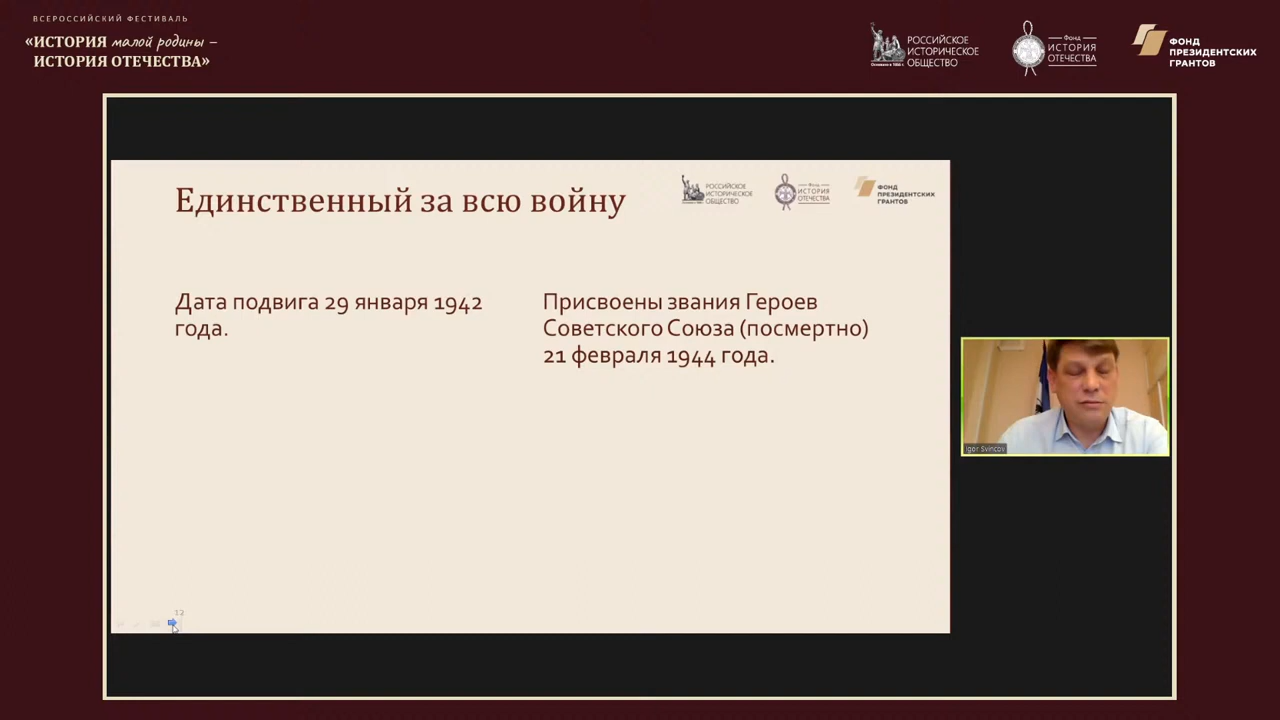 ВСЕРОССИЙСКИЙ ФЕСТИВАЛЬ
«ИСТОРИЯ малой родины –
ИСТОРИЯ ОТЕЧЕСТВА»
РОССИЙСКОЕ
ИСТОРИЧЕСКОЕ
ОБЩЕСТВО
Основано в 1866 г.
Фонд
ИСТОРИЯ
ОТЕЧЕСТВА
ФОНД
ПРЕЗИДЕНТСКИХ
ГРАНТОВ
Единственный за всю войну
РОССИЙСКОЕ
ИСТОРИЧЕСКОЕ
ОБЩЕСТВО
Фонд
ИСТОРИЯ
ОТЕЧЕСТВА
ФОНД
ПРЕЗИДЕНТСКИХ
ГРАНТОВ
Дата подвига 29 января 1942
года.
Присвоены звания Героев
Советского Союза (посмертно)
21 февраля 1944 года.
Igor Svincov
12